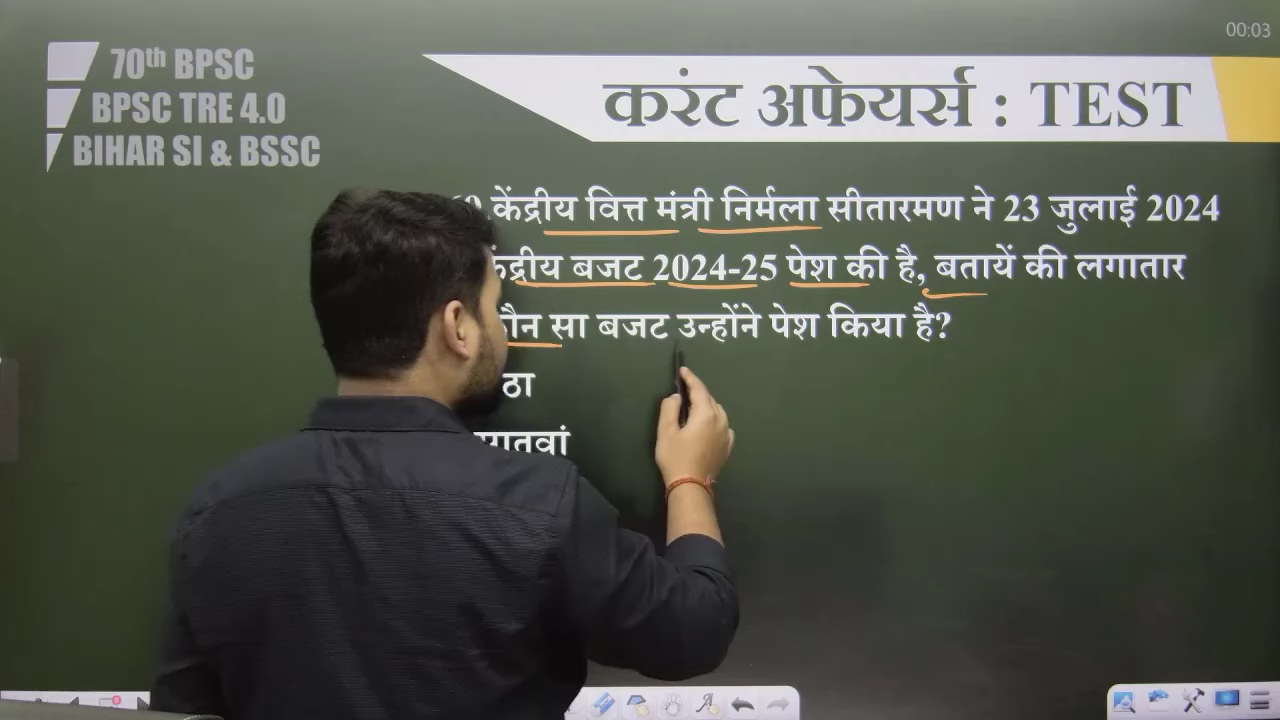 00:03
70th BPSC
BPSC TRE 4.0
BIHAR SI & BSSC
करंट अफेयर्स : TEST
केंद्रीय वित्त मंत्री निर्मला सीतारमण ने 23 जुलाई 2024
केंद्रीय बजट 2024-25 पेश की है, बतायें की लगातार
कौन सा बजट उन्होंने पेश किया है?
सातवां